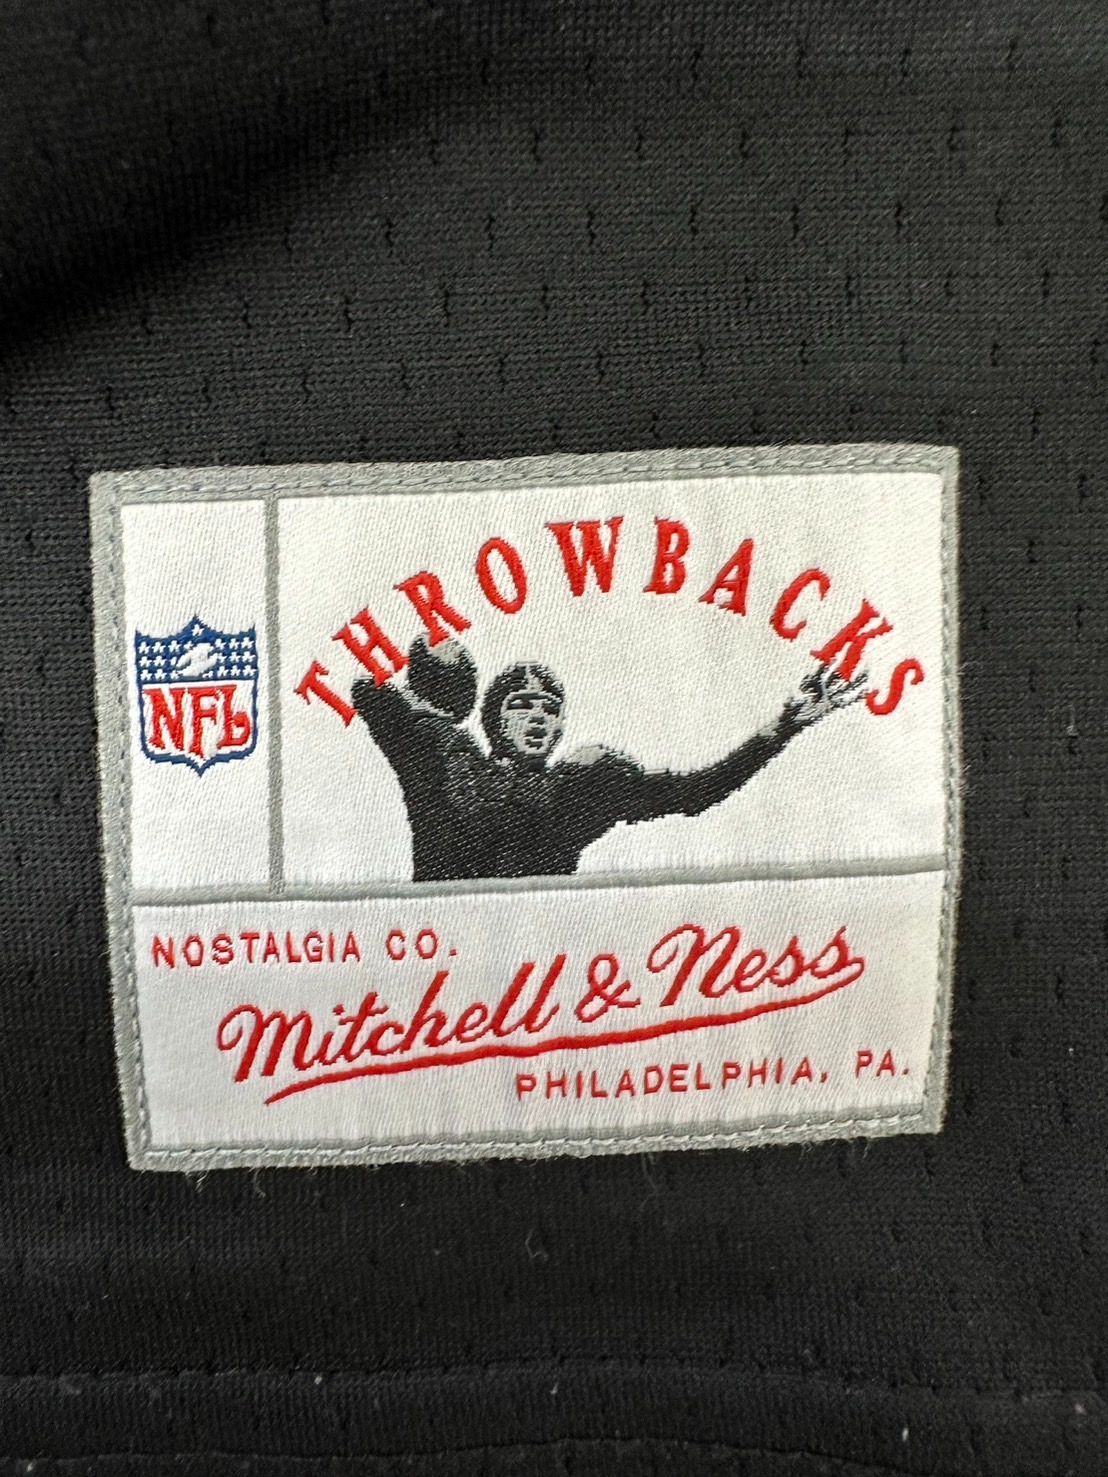 THROWBACKS
NFL
NOSTALGIA CO.
Mitchell & Ness
PHILADELPHIA, PA.